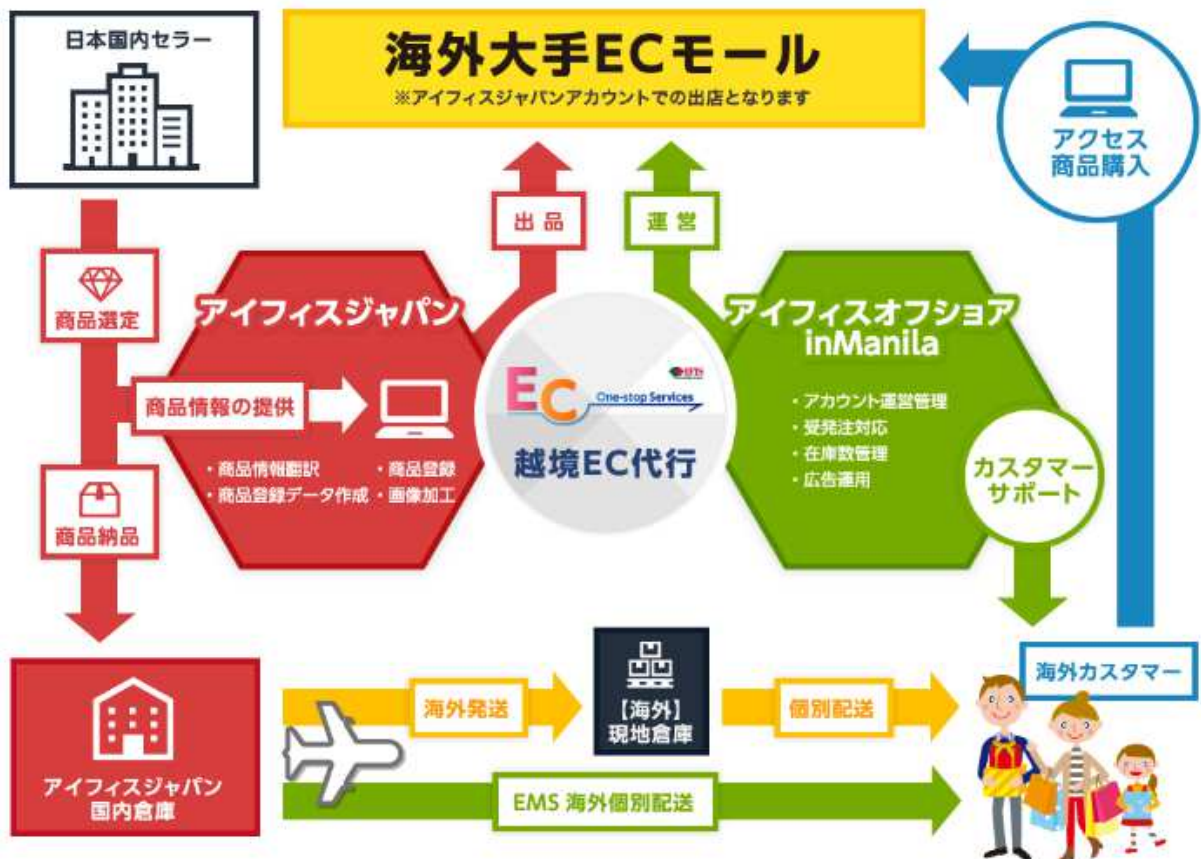 日本国内セラー
海外大手ECモール
※アイフィスジャパンアカウントでの出店となります
アクセス
商品購入
出品
運営
商品選定
アイフィスジャパン
商品情報の提供
・商品情報翻訳
・商品登録
・商品登録データ作成
・画像加工
EC
One-stop Services
越境EC代行
アイフィスオフショア
inManila
・アカウント運営管理
・受発注対応
・在庫数管理
・広告運用
カスタマー
サポート
商品納品
アイフィスジャパン
国内倉庫
海外発送
【海外】
現地倉庫
個別配送
海外カスタマー
EMS 海外個別配送